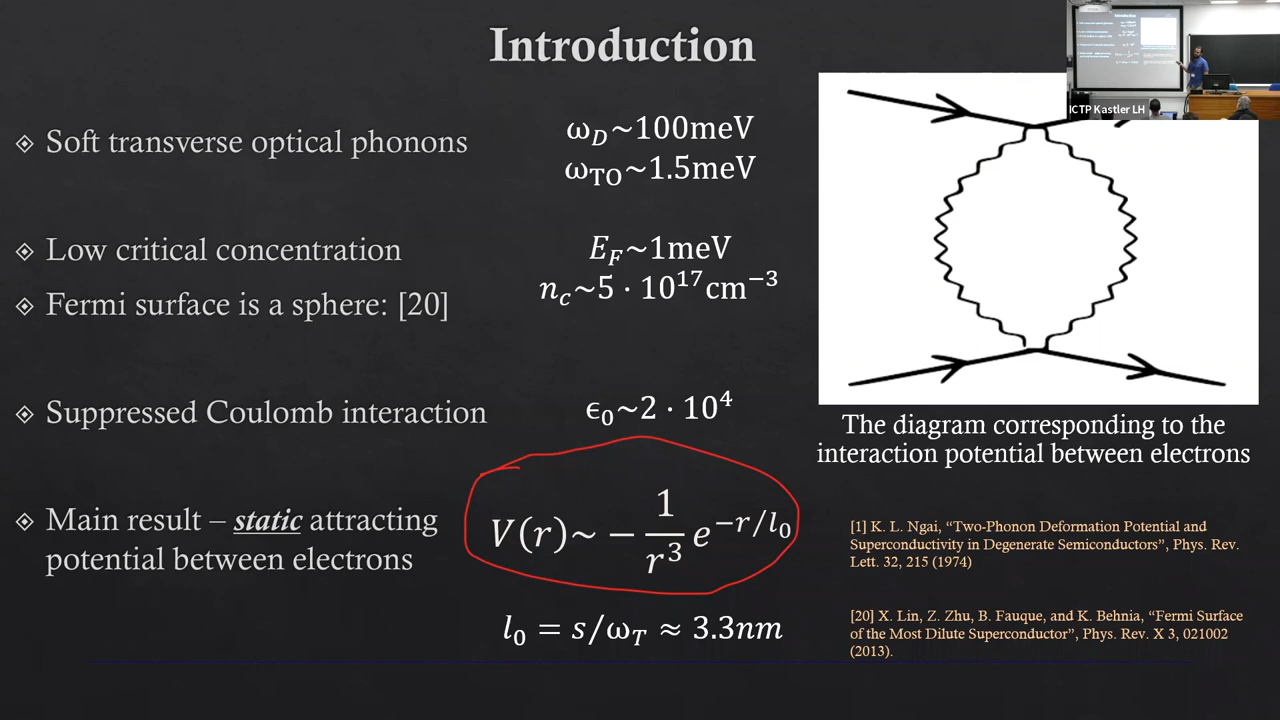 Introduction
Soft transverse optical phonons
ω_D~100meV
ω_TO~1.5meV
Low critical concentration
E_F~1meV
Fermi surface is a sphere: [20]
n_c~5 · 10^17 cm^−3
Suppressed Coulomb interaction
ϵ_0~2 · 10^4
Main result – static attracting
potential between electrons
V(r)~ − 1/r^3 e^−r/l_0
l_0 = s/ω_T ≈ 3.3nm
ICTP Kastler LH
The diagram corresponding to the
interaction potential between electrons
[1] K. L. Ngai, “Two-Phonon Deformation Potential and
Superconductivity in Degenerate Semiconductors”, Phys. Rev.
Lett. 32, 215 (1974)
[20] X. Lin, Z. Zhu, B. Fauque, and K. Behnia, “Fermi Surface
of the Most Dilute Superconductor”, Phys. Rev. X 3, 021002
(2013).